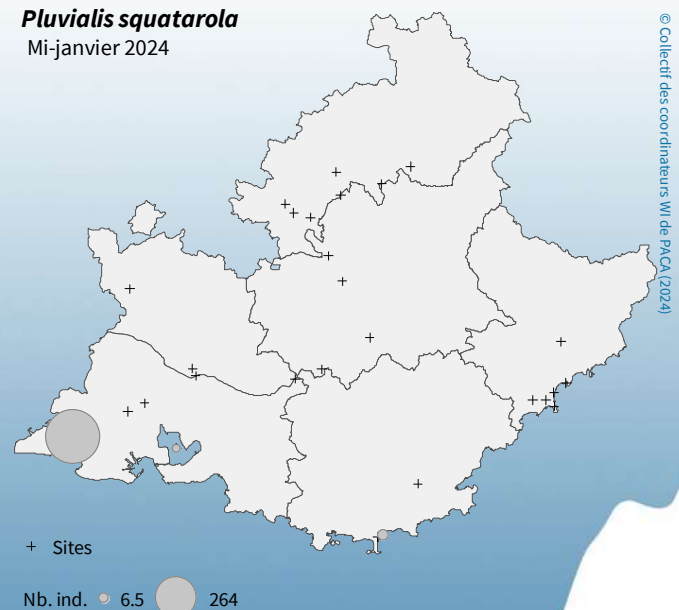 Pluvialis squatarola
Mi-janvier 2024
© Collectif des coordinateurs WI de PACA (2024)
+ Sites
Nb. ind. 6.5 264